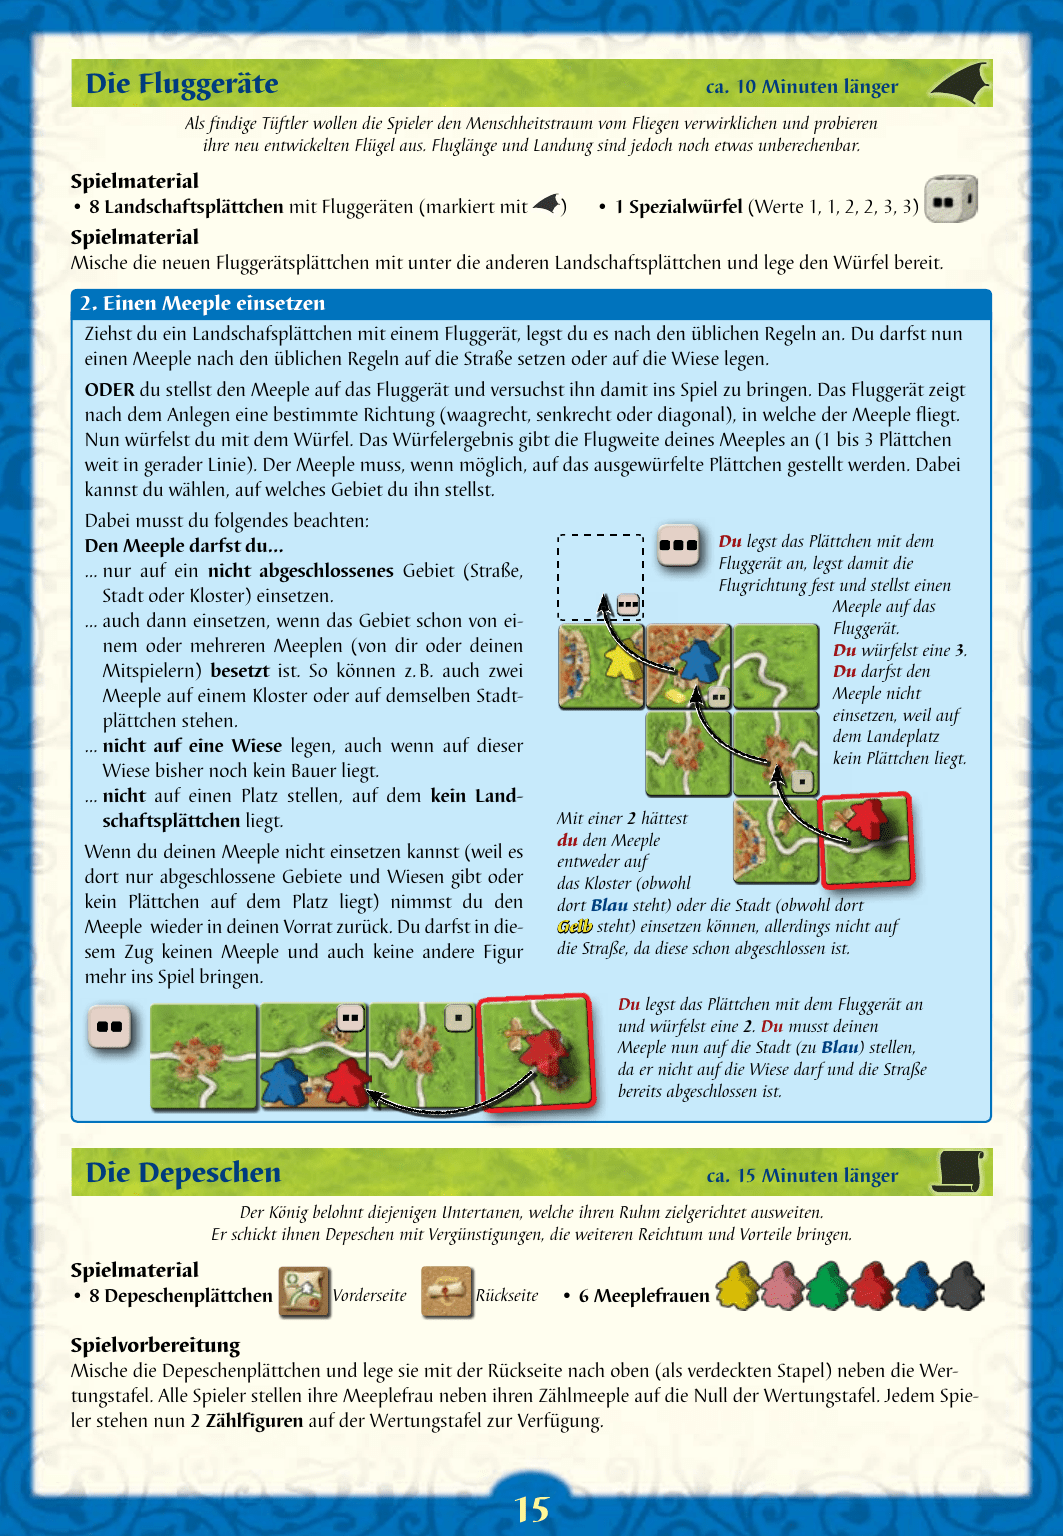 Die Fluggeräte
ca. 10 Minuten länger
Als findige Tüftler wollen die Spieler den Menschheitstraum vom Fliegen verwirklichen und probieren
ihre neu entwickelten Flügel aus. Fluglänge und Landung sind jedoch noch etwas unberechenbar.
Spielmaterial
• 8 Landschaftsplättchen mit Fluggeräten (markiert mit )
• 1 Spezialwürfel (Werte 1, 1, 2, 2, 3, 3)
Spielmaterial
Mische die neuen Fluggerätsplättchen mit unter die anderen Landschaftsplättchen und lege den Würfel bereit.
2. Einen Meeple einsetzen
Ziehst du ein Landschafsplättchen mit einem Fluggerät, legst du es nach den üblichen Regeln an. Du darfst nun
einen Meeple nach den üblichen Regeln auf die Straße setzen oder auf die Wiese legen.
ODER du stellst den Meeple auf das Fluggerät und versuchst ihn damit ins Spiel zu bringen. Das Fluggerät zeigt
nach dem Anlegen eine bestimmte Richtung (waagrecht, senkrecht oder diagonal), in welche der Meeple fliegt.
Nun würfelst du mit dem Würfel. Das Würfelergebnis gibt die Flugweite deines Meeples an (1 bis 3 Plättchen
weit in gerader Linie). Der Meeple muss, wenn möglich, auf das ausgewürfelte Plättchen gestellt werden. Dabei
kannst du wählen, auf welches Gebiet du ihn stellst.
Dabei musst du folgendes beachten:
Den Meeple darfst du...
... nur auf ein nicht abgeschlossenes Gebiet (Straße,
Stadt oder Kloster) einsetzen.
... auch dann einsetzen, wenn das Gebiet schon von ei-
nem oder mehreren Meeplen (von dir oder deinen
Mitspielern) besetzt ist. So können z. B. auch zwei
Meeple auf einem Kloster oder auf demselben Stadt-
plättchen stehen.
... nicht auf eine Wiese legen, auch wenn auf dieser
Wiese bisher noch kein Bauer liegt.
... nicht auf einen Platz stellen, auf dem kein Land-
schaftsplättchen liegt.
Wenn du deinen Meeple nicht einsetzen kannst (weil es
dort nur abgeschlossene Gebiete und Wiesen gibt oder
kein Plättchen auf dem Platz liegt) nimmst du den
Meeple wieder in deinen Vorrat zurück. Du darfst in die-
sem Zug keinen Meeple und auch keine andere Figur
mehr ins Spiel bringen.
Du legst das Plättchen mit dem
Fluggerät an, legst damit die
Flugrichtung fest und stellst einen
Meeple auf das
Fluggerät.
Du würfelst eine 3.
Du darfst den
Meeple nicht
einsetzen, weil auf
dem Landeplatz
kein Plättchen liegt.
Mit einer 2 hättest
du den Meeple
entweder auf
das Kloster (obwohl
dort Blau steht) oder die Stadt (obwohl dort
Gelb steht) einsetzen können, allerdings nicht auf
die Straße, da diese schon abgeschlossen ist.
Du legst das Plättchen mit dem Fluggerät an
und würfelst eine 2. Du musst deinen
Meeple nun auf die Stadt (zu Blau) stellen,
da er nicht auf die Wiese darf und die Straße
bereits abgeschlossen ist.
Die Depeschen
ca. 15 Minuten länger
Der König belohnt diejenigen Untertanen, welche ihren Ruhm zielgerichtet ausweiten.
Er schickt ihnen Depeschen mit Vergünstigungen, die weiteren Reichtum und Vorteile bringen.
Spielmaterial
• 8 Depeschenplättchen
Vorderseite
Rückseite
• 6 Meeplefrauen
Spielvorbereitung
Mische die Depeschenplättchen und lege sie mit der Rückseite nach oben (als verdeckten Stapel) neben die Wer-
tungstafel. Alle Spieler stellen ihre Meeplefrau neben ihren Zählmeeple auf die Null der Wertungstafel. Jedem Spie-
ler stehen nun 2 Zählfiguren auf der Wertungstafel zur Verfügung.
15